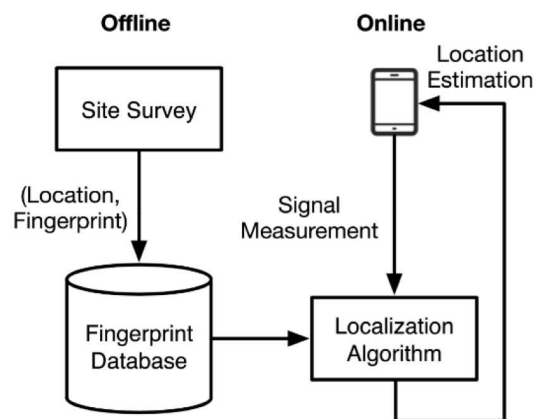 Offline
Online
Location
Estimation
Site Survey
(Location,
Fingerprint)
Signal
Measurement
Fingerprint
Database
Localization
Algorithm